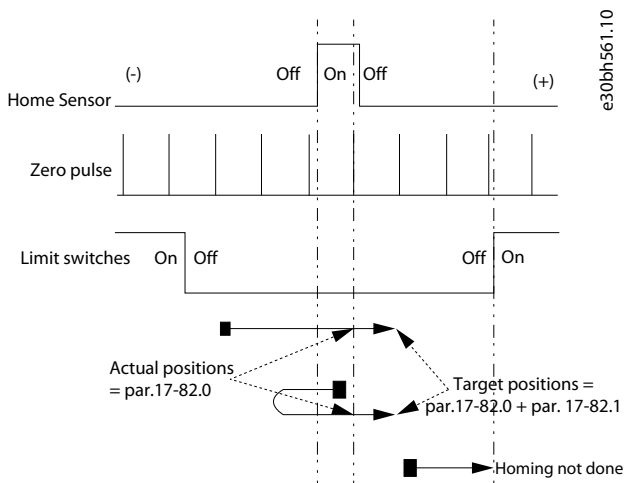 e30bh561.10
(-)
Off On Off
(+)
Home Sensor
Zero pulse
Limit switches On Off Off On
Actual positions
= par.17-82.0
Target positions =
par.17-82.0 + par. 17-82.1
Homing not done